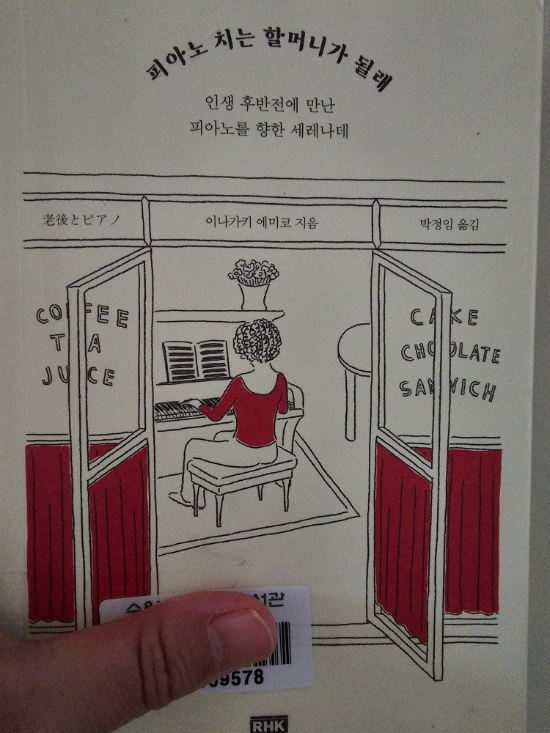 피아노 치는 할머니가 될래
인생 후반전에 만난
피아노를 향한 세레나데
老後とピアノ
이나가키 에미코 지음
박정임 옮김
COFFEE
TEA
JUICE
CAKE
CHOCOLATE
SANDWICH
9578
RHK